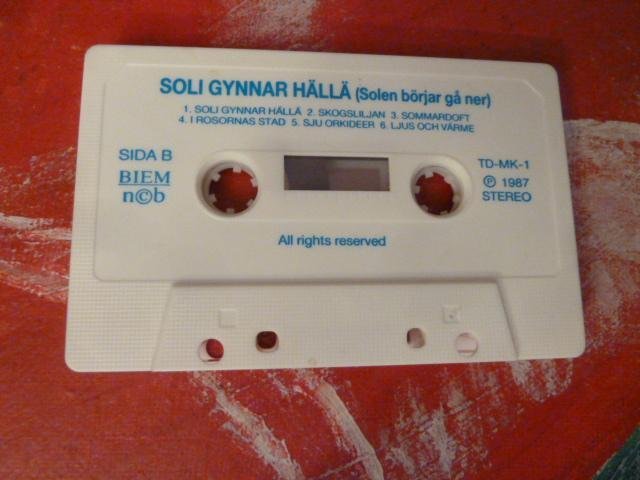 SOLI GYNNAR HÄLLÄ (Solen börjar gå ner)
1. SOLI GYNNAR HÄLLÄ 2. SKOGSLILJAN 3. SOMMARDOFT
4. I ROSORNAS STAD 5. SJU ORKIDEER 6. LJUS OCH VÄRME
SIDA B
BIEM
n©b
TD-MK-1
℗ 1987
STEREO
All rights reserved